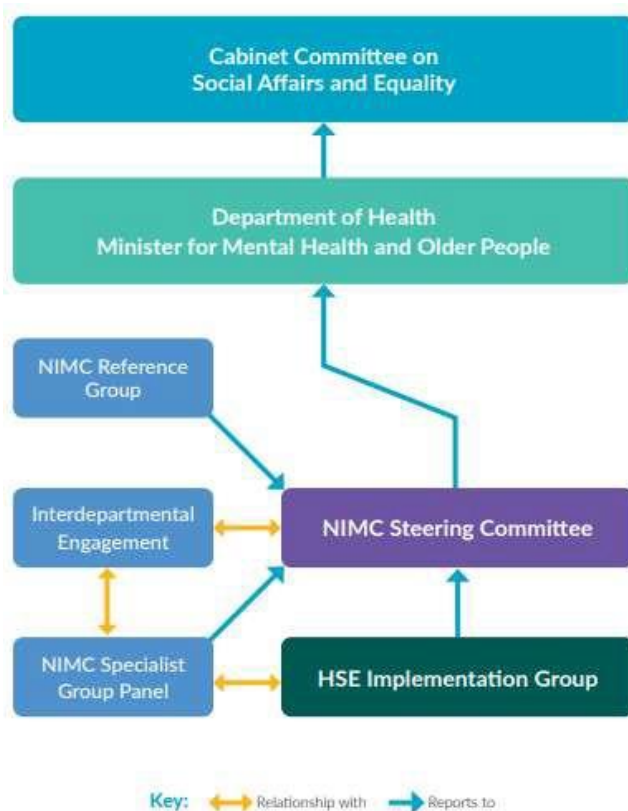 Cabinet Committee on
Social Affairs and Equality
Department of Health
Minister for Mental Health and Older People
NIMC Reference
Group
Interdepartmental
Engagement
NIMC Steering Committee
NIMC Specialist
Group Panel
HSE Implementation Group
Key: Relationship with Reports to